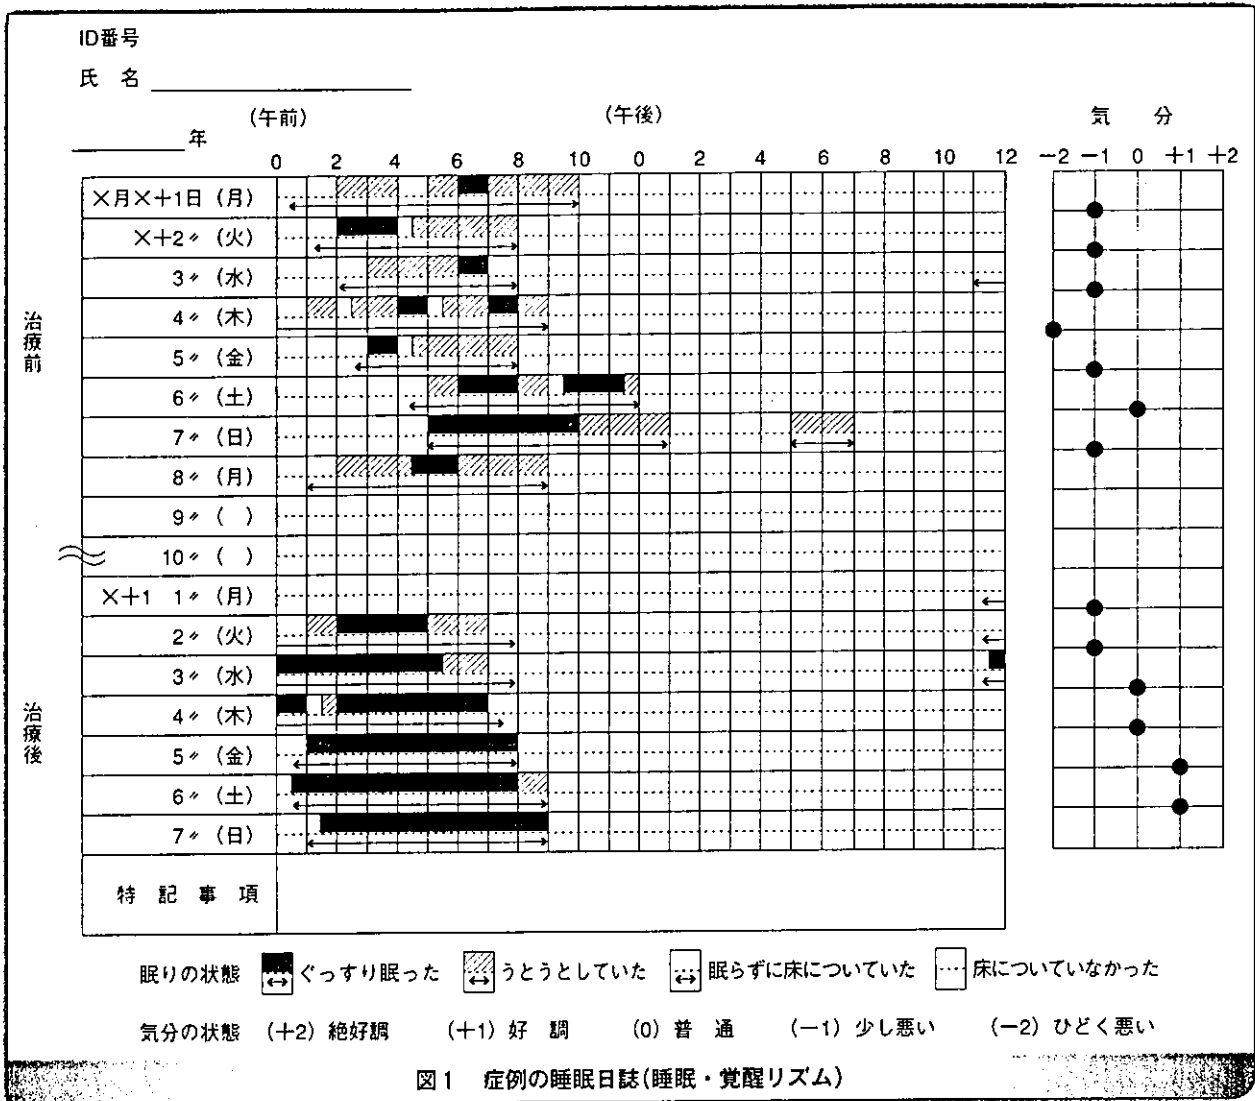 ID番号
氏 名
年
(午前) (午後) 気 分
0 2 4 6 8 10 0 2 4 6 8 10 12 −2 −1 0 +1 +2
治療前
×月×+1日(月)
×+2〃(火)
3〃(水)
4〃(木)
5〃(金)
6〃(土)
7〃(日)
8〃(月)
9〃( )
10〃( )
治療後
×+1 1〃(月)
2〃(火)
3〃(水)
4〃(木)
5〃(金)
6〃(土)
7〃(日)
特 記 事 項
眠りの状態 ぐっすり眠った うとうとしていた 眠らずに床についていた 床についていなかった
気分の状態 (+2)絶好調 (+1)好 調 (0)普 通 (−1)少し悪い (−2)ひどく悪い
図1 症例の睡眠日誌(睡眠・覚醒リズム)